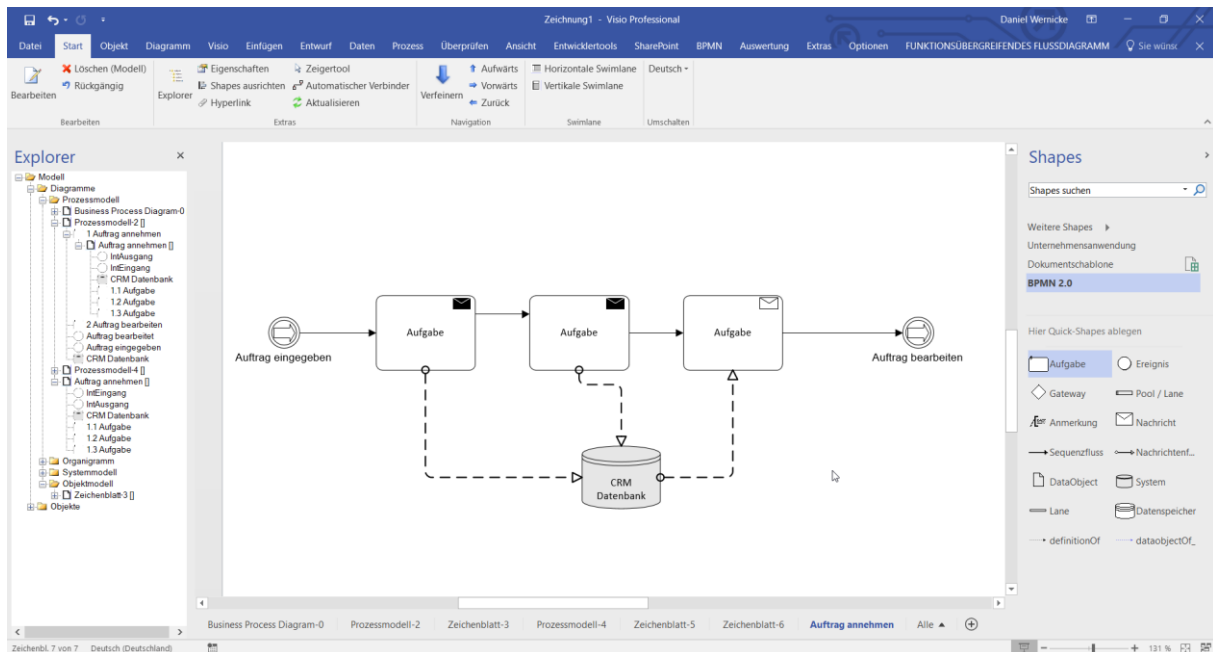 Zeichnung1 - Visio Professional
Daniel Wernicke
Datei Start Objekt Diagramm Visio Einfügen Entwurf Daten Prozess Überprüfen Ansicht Entwicklertools SharePoint BPMN Auswertung Extras Optionen FUNKTIONSÜBERGREIFENDES FLUSSDIAGRAMM Sie wünsc
Bearbeiten
Löschen (Modell)
Rückgängig
Bearbeiten
Explorer
Eigenschaften
Shapes ausrichten
Hyperlink
Zeigertool
Automatischer Verbinder
Aktualisieren
Extras
Verfeinern
Aufwärts
Vorwärts
Zurück
Navigation
Horizontale Swimlane
Vertikale Swimlane
Swimlane
Deutsch
Umschalten
Explorer
Modell
Diagramme
Prozessmodell
Business Process Diagram-0
Prozessmodell-2 []
1 Auftrag annehmen
Auftrag annehmen []
IntAusgang
IntEingang
CRM Datenbank
1.1 Aufgabe
1.2 Aufgabe
1.3 Aufgabe
2 Auftrag bearbeiten
Auftrag bearbeitet
Auftrag eingegeben
CRM Datenbank
Prozessmodell-4 []
Auftrag annehmen []
IntEingang
IntAusgang
CRM Datenbank
1.1 Aufgabe
1.2 Aufgabe
1.3 Aufgabe
Organigramm
Systemmodell
Objektmodell
Zeichenblatt-3 []
Objekte
Auftrag eingegeben
Aufgabe
Aufgabe
Aufgabe
Auftrag bearbeiten
CRM
Datenbank
Shapes
Shapes suchen
Weitere Shapes
Unternehmensanwendung
Dokumentschablone
BPMN 2.0
Hier Quick-Shapes ablegen
Aufgabe Ereignis
Gateway Pool / Lane
Text Anmerkung Nachricht
Sequenzfluss Nachrichtenf...
DataObject System
Lane Datenspeicher
definitionOf dataobjectOf_
Business Process Diagram-0 Prozessmodell-2 Zeichenblatt-3 Prozessmodell-4 Zeichenblatt-5 Zeichenblatt-6 Auftrag annehmen Alle
Zeichenbl. 7 von 7 Deutsch (Deutschland)
131 %